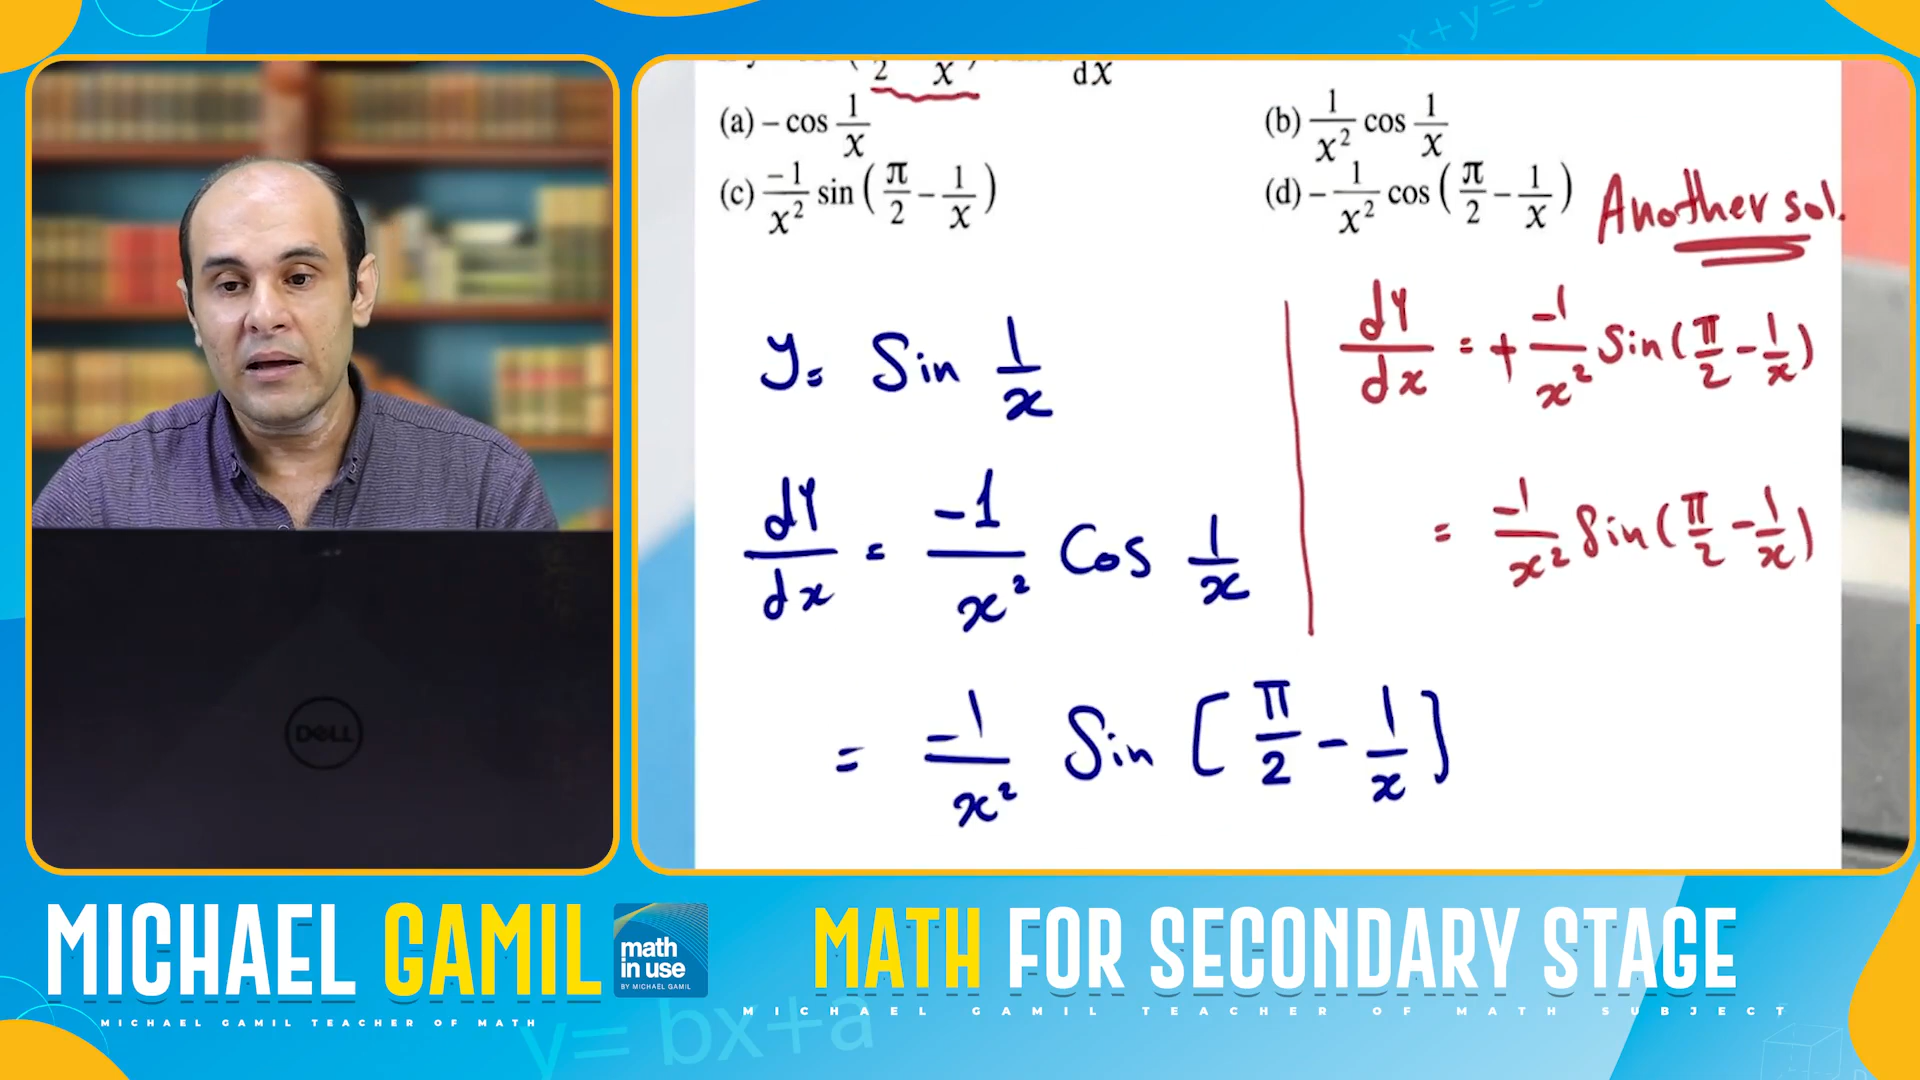 x + y =
2 x
dx
(a) – cos 1/x
(b) 1/x² cos 1/x
(c) -1/x² sin (π/2 – 1/x)
(d) – 1/x² cos (π/2 – 1/x)
Another sol.
y = Sin 1/x
dy/dx = -1/x² Cos 1/x
= -1/x² Sin [π/2 – 1/x]
dy/dx = + -1/x² Sin (π/2 – 1/x)
= -1/x² Sin (π/2 – 1/x)
DELL
MICHAEL GAMIL
MICHAEL GAMIL TEACHER OF MATH
math
in use
BY MICHAEL GAMIL
MATH FOR SECONDARY STAGE
MICHAEL GAMIL TEACHER OF MATH SUBJECT
y= bx+a